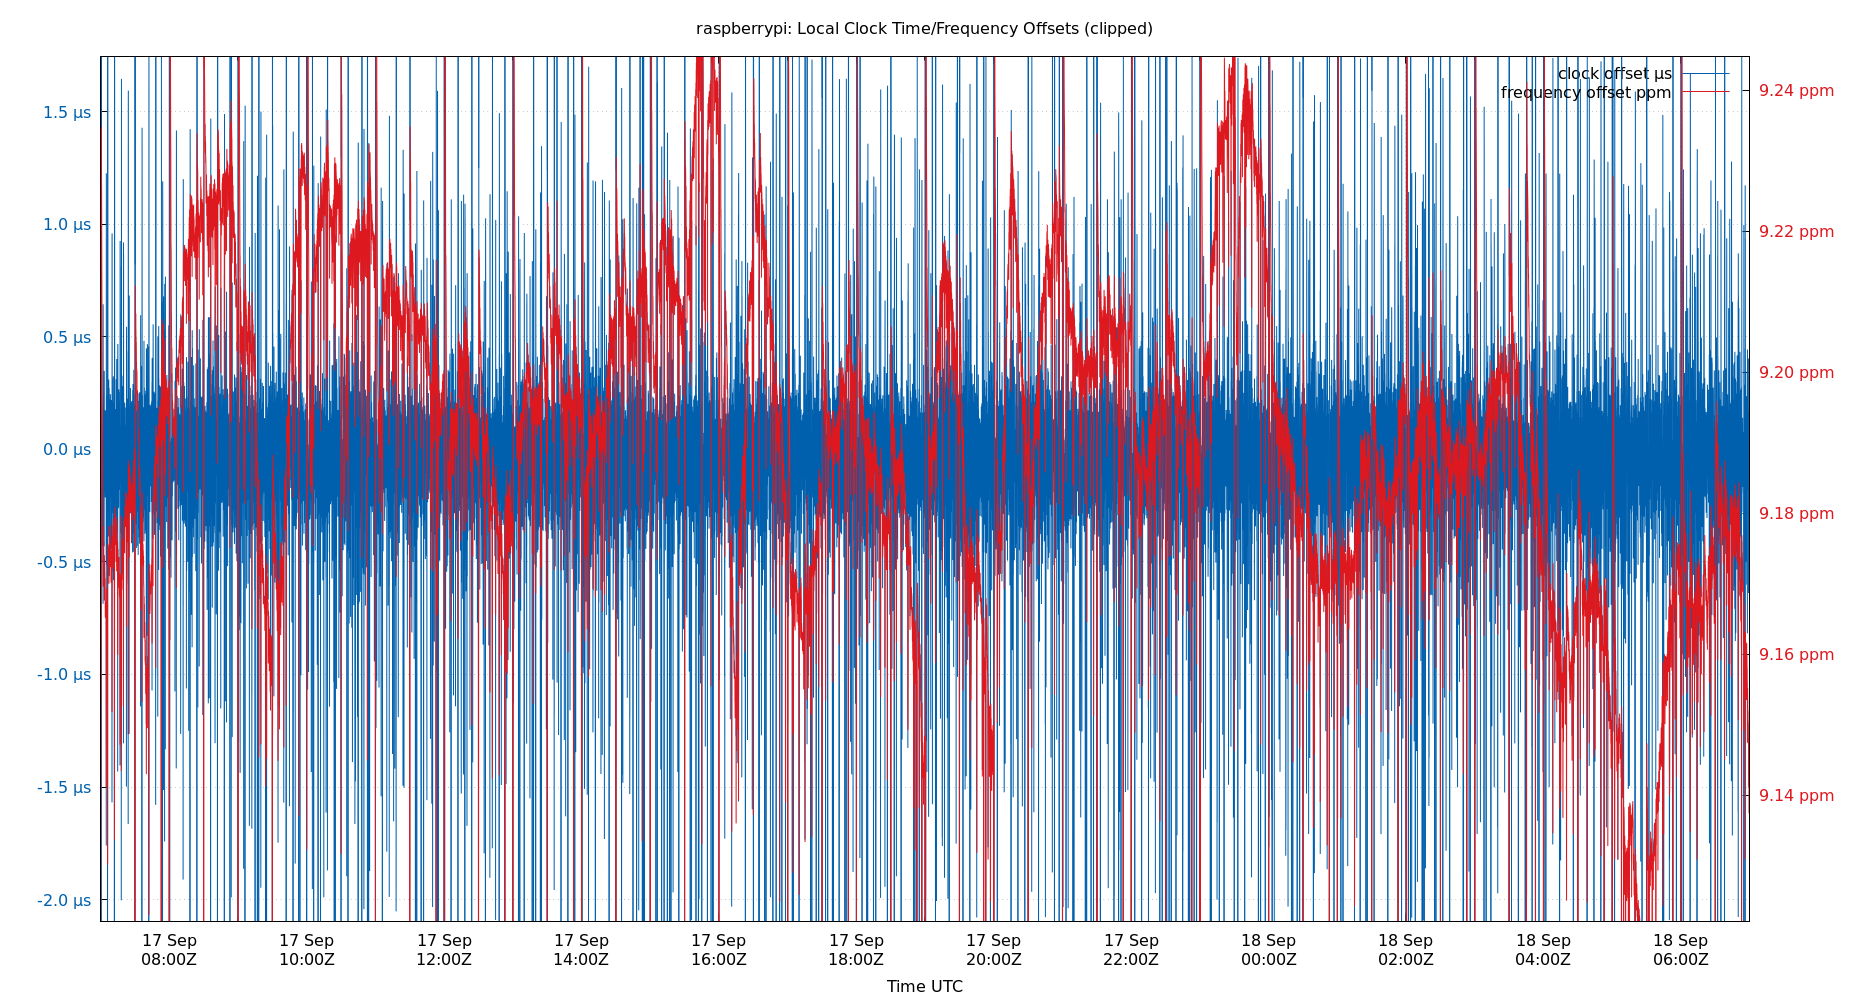 raspberrypi: Local Clock Time/Frequency Offsets (clipped)
clock offset µs
frequency offset ppm
1.5 µs
1.0 µs
0.5 µs
0.0 µs
-0.5 µs
-1.0 µs
-1.5 µs
-2.0 µs
9.24 ppm
9.22 ppm
9.20 ppm
9.18 ppm
9.16 ppm
9.14 ppm
17 Sep
08:00Z
17 Sep
10:00Z
17 Sep
12:00Z
17 Sep
14:00Z
17 Sep
16:00Z
17 Sep
18:00Z
17 Sep
20:00Z
17 Sep
22:00Z
18 Sep
00:00Z
18 Sep
02:00Z
18 Sep
04:00Z
18 Sep
06:00Z
Time UTC